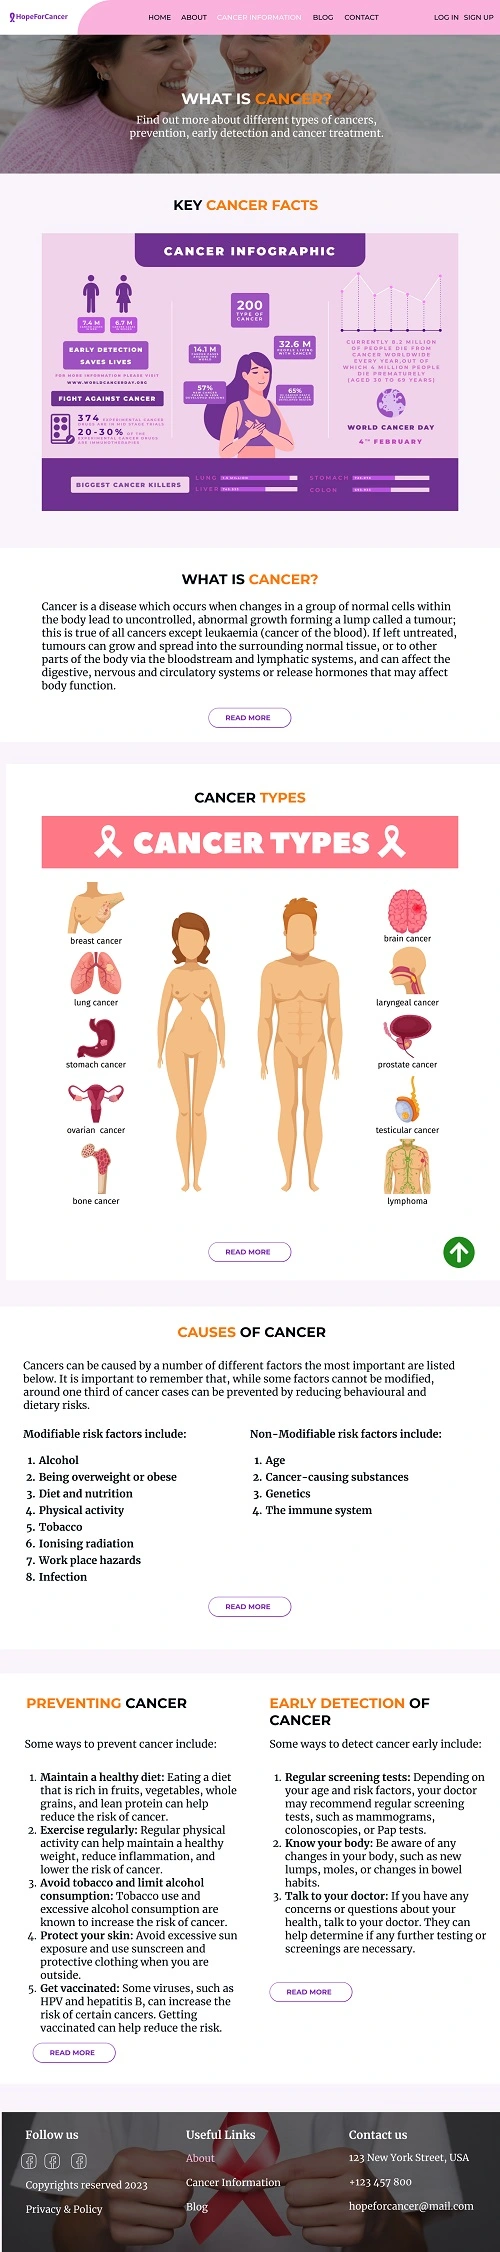 HopeForCancer
HOME ABOUT CANCER INFORMATION BLOG CONTACT LOG IN SIGN UP
WHAT IS CANCER?
Find out more about different types of cancers,
prevention, early detection and cancer treatment.
KEY CANCER FACTS
CANCER INFOGRAPHIC
7.4 M
6.7 M
EARLY DETECTION
SAVES LIVES
FOR MORE INFORMATION PLEASE VISIT
WWW.WORLDCANCERDAY.ORG
FIGHT AGAINST CANCER
374 EXPERIMENTAL CANCER
DRUGS ARE IN MID STAGE TRIALS
20-30% OF THE
EXPERIMENTAL CANCER DRUGS
ARE IMMUNOTHERAPIES
200
TYPE OF
CANCER
14.1 M
32.6 M
PEOPLE LIVING
WITH CANCER
57%
65%
CURRENTLY 8.2 MILLION
OF PEOPLE DIE FROM
CANCER WORLDWIDE
EVERY YEAR,OUT OF
WHICH 4 MILLION PEOPLE
DIE PREMATURELY
(AGED 30 TO 69 YEARS)
WORLD CANCER DAY
4TH FEBRUARY
BIGGEST CANCER KILLERS
LUNG
STOMACH
LIVER
COLON
WHAT IS CANCER?
Cancer is a disease which occurs when changes in a group of normal cells within
the body lead to uncontrolled, abnormal growth forming a lump called a tumour;
this is true of all cancers except leukaemia (cancer of the blood). If left untreated,
tumours can grow and spread into the surrounding normal tissue, or to other
parts of the body via the bloodstream and lymphatic systems, and can affect the
digestive, nervous and circulatory systems or release hormones that may affect
body function.
READ MORE
CANCER TYPES
CANCER TYPES
breast cancer
brain cancer
lung cancer
laryngeal cancer
stomach cancer
prostate cancer
ovarian cancer
testicular cancer
bone cancer
lymphoma
READ MORE
CAUSES OF CANCER
Cancers can be caused by a number of different factors the most important are listed
below. It is important to remember that, while some factors cannot be modified,
around one third of cancer cases can be prevented by reducing behavioural and
dietary risks.
Modifiable risk factors include:
1. Alcohol
2. Being overweight or obese
3. Diet and nutrition
4. Physical activity
5. Tobacco
6. Ionising radiation
7. Work place hazards
8. Infection
Non-Modifiable risk factors include:
1. Age
2. Cancer-causing substances
3. Genetics
4. The immune system
READ MORE
PREVENTING CANCER
Some ways to prevent cancer include:
1. Maintain a healthy diet: Eating a diet
that is rich in fruits, vegetables, whole
grains, and lean protein can help
reduce the risk of cancer.
2. Exercise regularly: Regular physical
activity can help maintain a healthy
weight, reduce inflammation, and
lower the risk of cancer.
3. Avoid tobacco and limit alcohol
consumption: Tobacco use and
excessive alcohol consumption are
known to increase the risk of cancer.
4. Protect your skin: Avoid excessive sun
exposure and use sunscreen and
protective clothing when you are
outside.
5. Get vaccinated: Some viruses, such as
HPV and hepatitis B, can increase the
risk of certain cancers. Getting
vaccinated can help reduce the risk.
READ MORE
EARLY DETECTION OF
CANCER
Some ways to detect cancer early include:
1. Regular screening tests: Depending on
your age and risk factors, your doctor
may recommend regular screening
tests, such as mammograms,
colonoscopies, or Pap tests.
2. Know your body: Be aware of any
changes in your body, such as new
lumps, moles, or changes in bowel
habits.
3. Talk to your doctor: If you have any
concerns or questions about your
health, talk to your doctor. They can
help determine if any further testing or
screenings are necessary.
READ MORE
Follow us
Copyrights reserved 2023
Privary & Policy
Useful Links
About
Cancer Information
Blog
Contact us
123 New York Street, USA
+123 457 800
hopeforcancer@mail.com